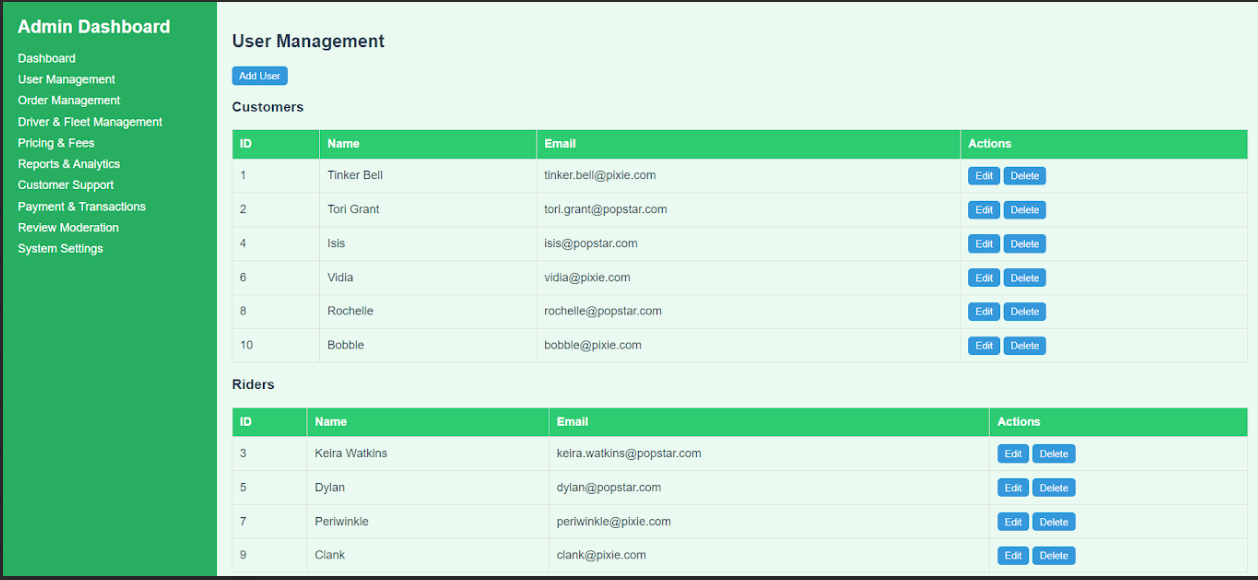 Admin Dashboard
Dashboard
User Management
Order Management
Driver & Fleet Management
Pricing & Fees
Reports & Analytics
Customer Support
Payment & Transactions
Review Moderation
System Settings
User Management
Add User
Customers
ID Name Email Actions
1 Tinker Bell tinker.bell@pixie.com Edit Delete
2 Tori Grant tori.grant@popstar.com Edit Delete
4 Isis isis@popstar.com Edit Delete
6 Vidia vidia@pixie.com Edit Delete
8 Rochelle rochelle@popstar.com Edit Delete
10 Bobble bobble@pixie.com Edit Delete
Riders
ID Name Email Actions
3 Keira Watkins keira.watkins@popstar.com Edit Delete
5 Dylan dylan@popstar.com Edit Delete
7 Periwinkle periwinkle@pixie.com Edit Delete
9 Clank clank@pixie.com Edit Delete